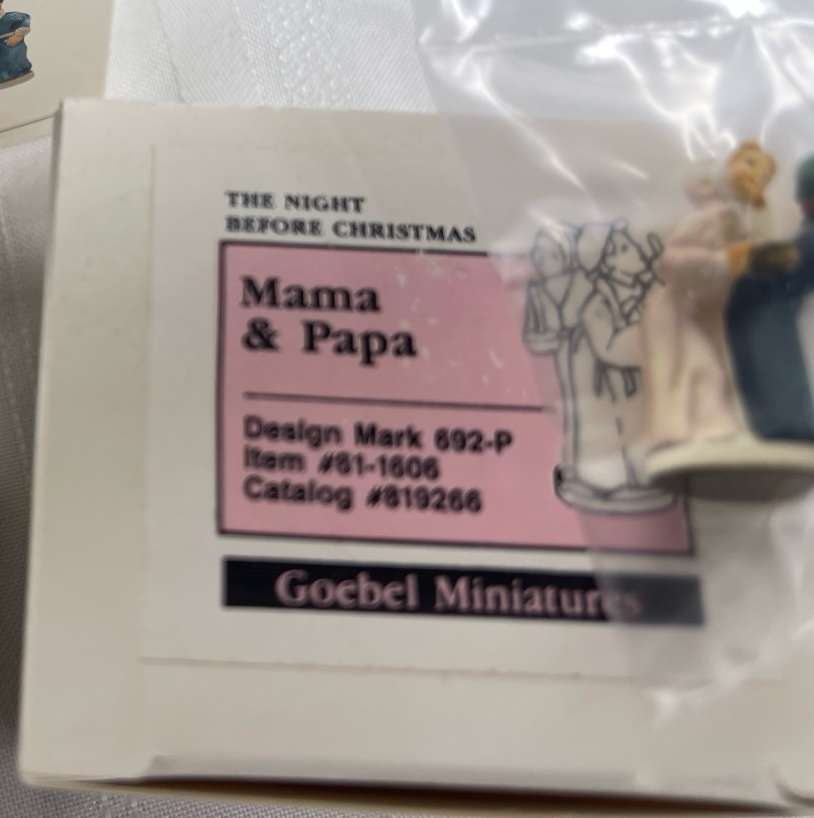 THE NIGHT
BEFORE CHRISTMAS
Mama
& Papa
Design Mark 692-P
Item #61-1606
Catalog #819266
Goebel Miniatures